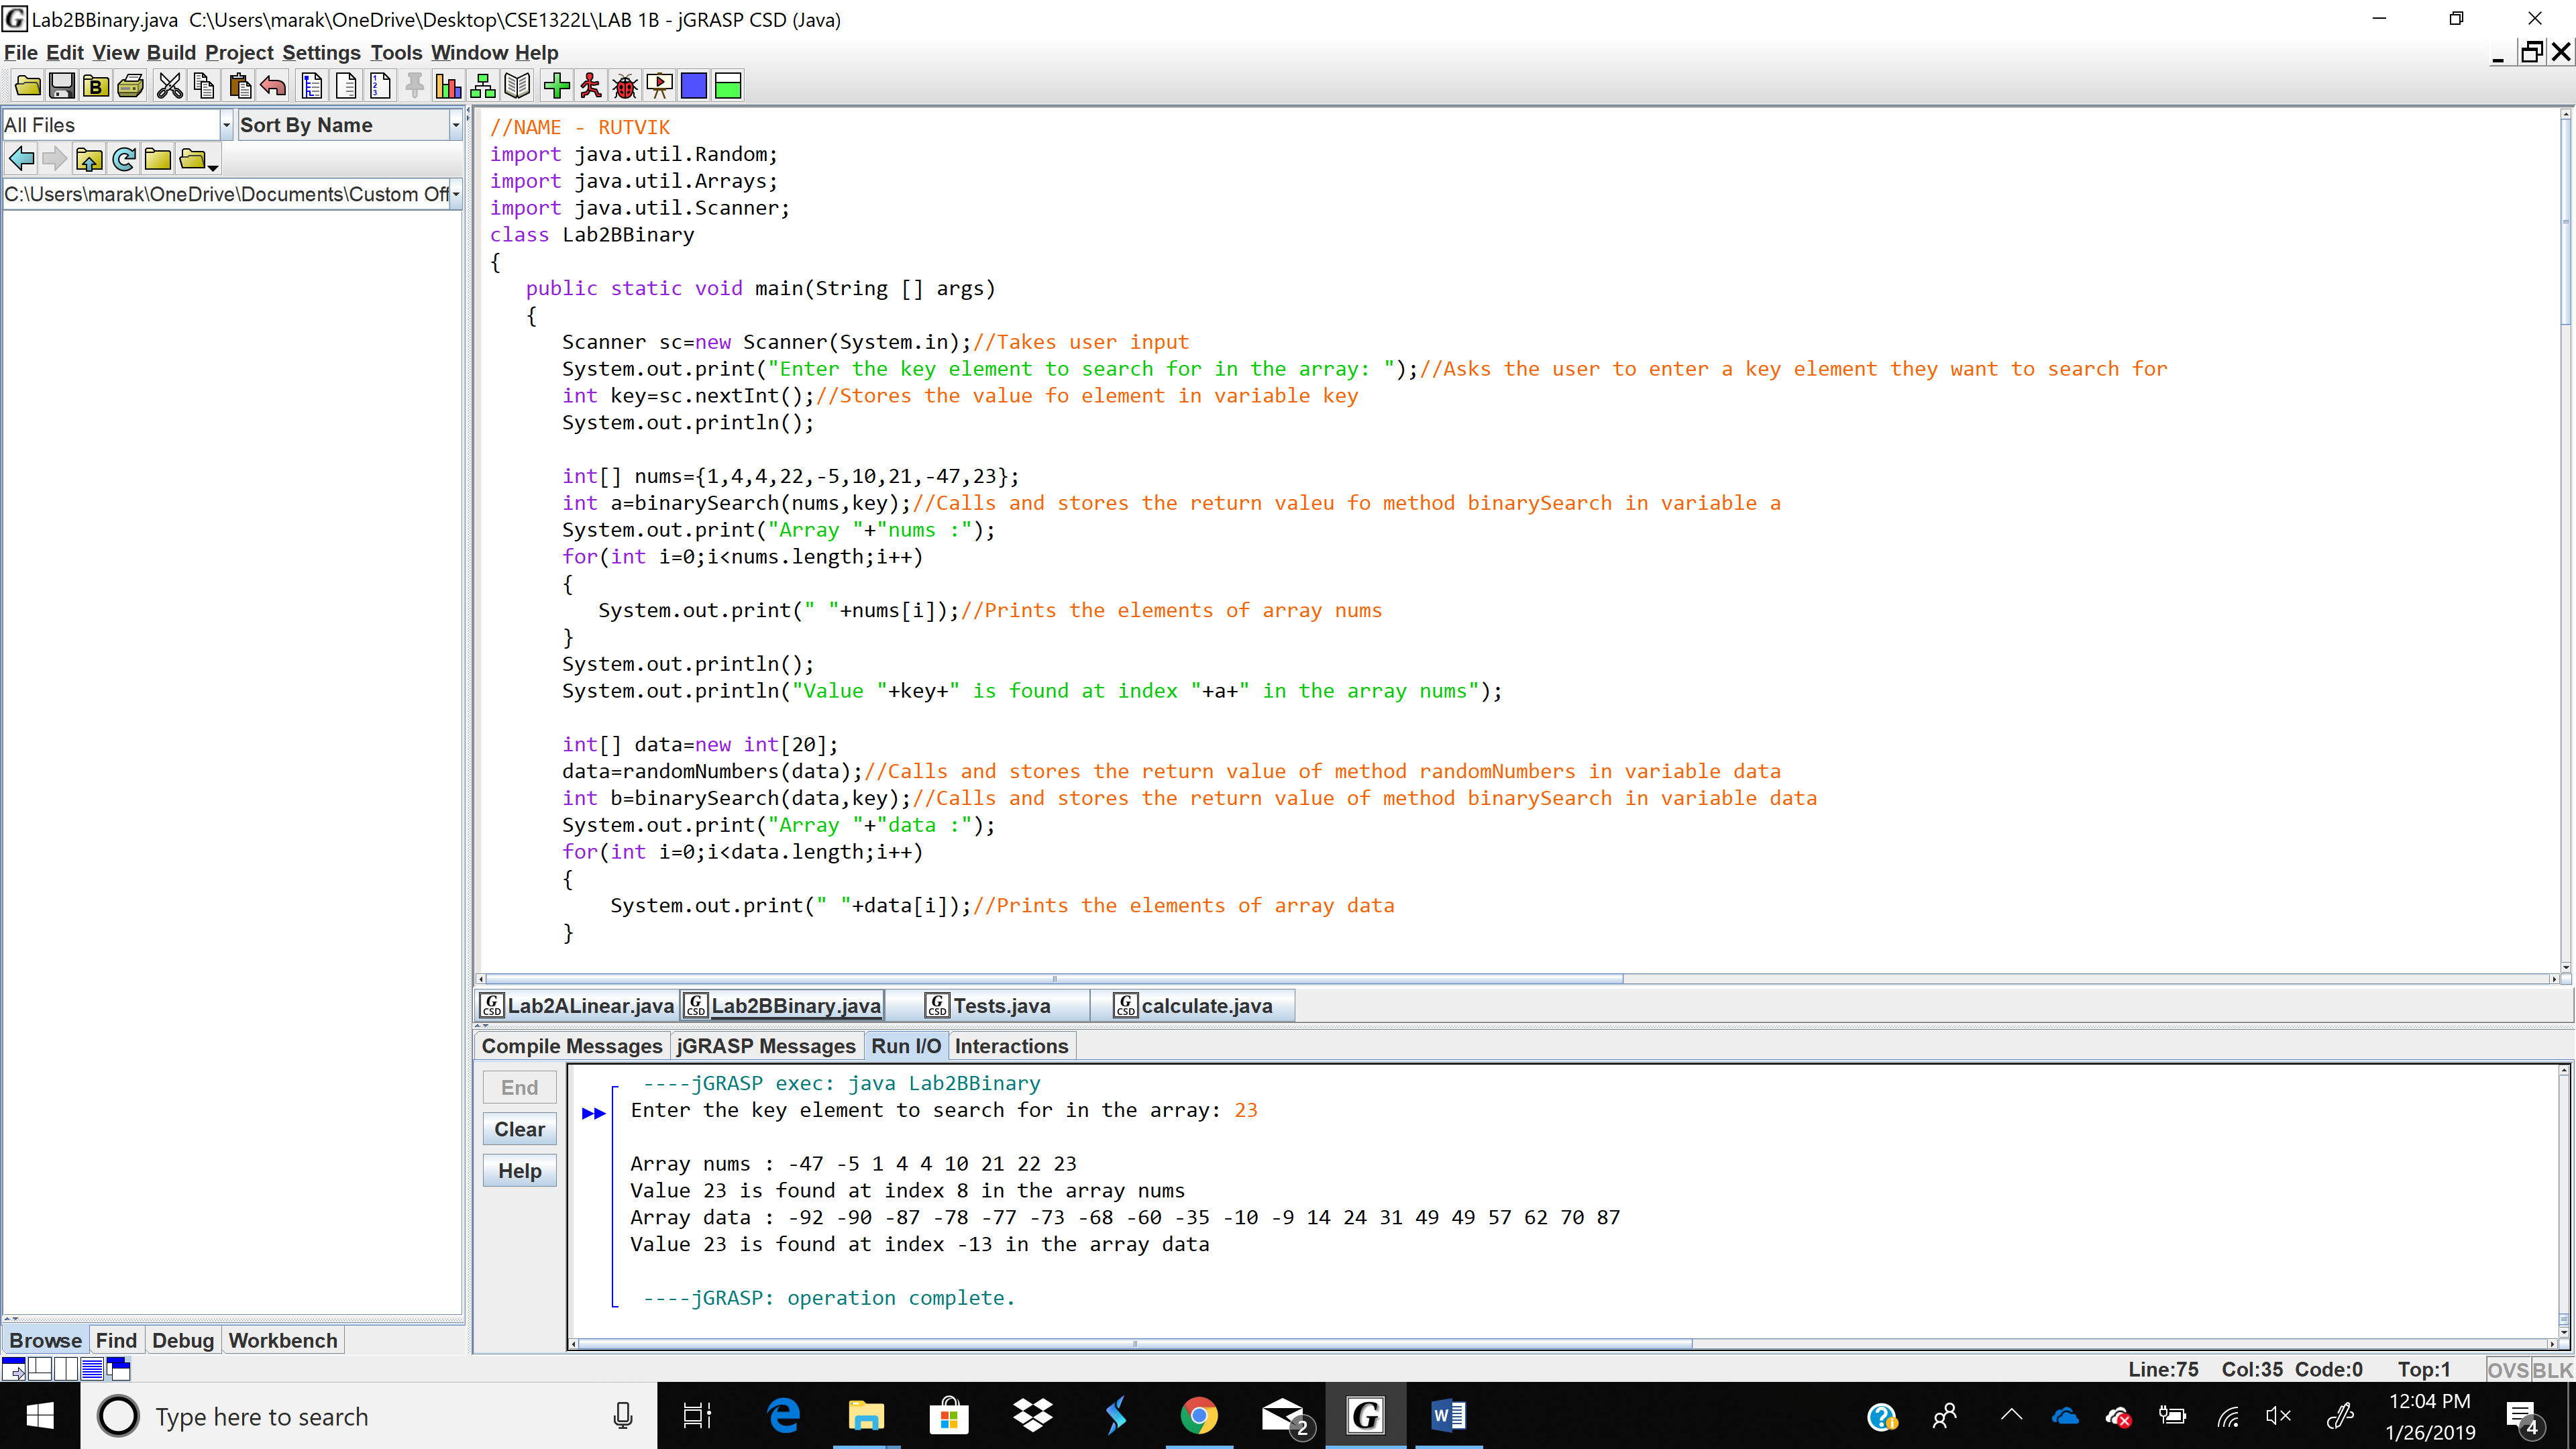 Lab2BBinary.java  C:\Users\marak\OneDrive\Desktop\CSE1322L\LAB 1B - jGRASP CSD (Java)
File Edit View Build Project Settings Tools Window Help
All Files
Sort By Name
C:\Users\marak\OneDrive\Documents\Custom Off
//NAME - RUTVIK
import java.util.Random;
import java.util.Arrays;
import java.util.Scanner;
class Lab2BBinary
{
   public static void main(String [] args)
   {
      Scanner sc=new Scanner(System.in);//Takes user input
      System.out.print("Enter the key element to search for in the array: ");//Asks the user to enter a key element they want to search for
      int key=sc.nextInt();//Stores the value fo element in variable key
      System.out.println();
      int[] nums={1,4,4,22,-5,10,21,-47,23};
      int a=binarySearch(nums,key);//Calls and stores the return valeu fo method binarySearch in variable a
      System.out.print("Array "+"nums :");
      for(int i=0;i<nums.length;i++)
      {
         System.out.print(" "+nums[i]);//Prints the elements of array nums
      }
      System.out.println();
      System.out.println("Value "+key+" is found at index "+a+" in the array nums");
      int[] data=new int[20];
      data=randomNumbers(data);//Calls and stores the return value of method randomNumbers in variable data
      int b=binarySearch(data,key);//Calls and stores the return value of method binarySearch in variable data
      System.out.print("Array "+"data :");
      for(int i=0;i<data.length;i++)
      {
          System.out.print(" "+data[i]);//Prints the elements of array data
      }
Lab2ALinear.java Lab2BBinary.java Tests.java calculate.java
Compile Messages jGRASP Messages Run I/O Interactions
End
Clear
Help
----jGRASP exec: java Lab2BBinary
Enter the key element to search for in the array: 23
Array nums : -47 -5 1 4 4 10 21 22 23
Value 23 is found at index 8 in the array nums
Array data : -92 -90 -87 -78 -77 -73 -68 -60 -35 -10 -9 14 24 31 49 49 57 62 70 87
Value 23 is found at index -13 in the array data
----jGRASP: operation complete.
Browse Find Debug Workbench
Line:75 Col:35 Code:0 Top:1 OVS BLK
Type here to search
2
12:04 PM
1/26/2019
4